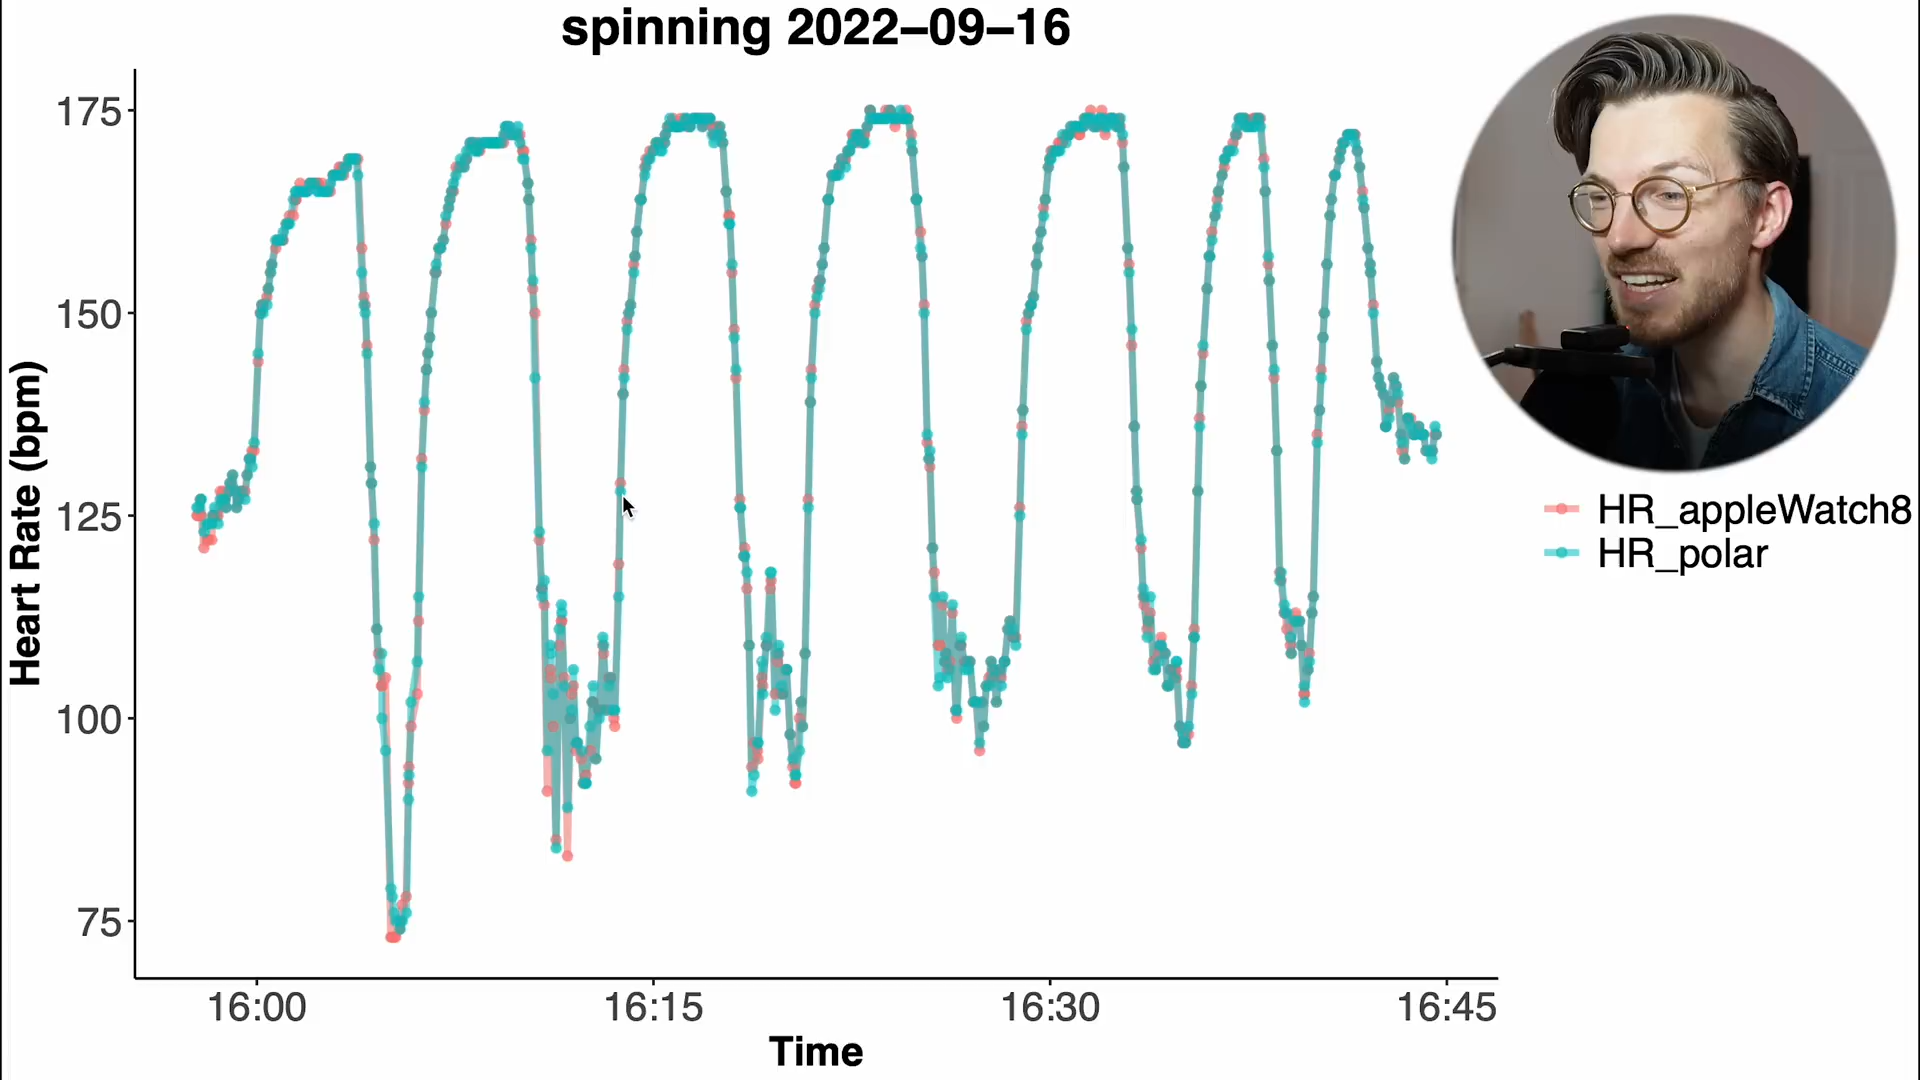 spinning 2022–09–16
175
150
125
100
75
Heart Rate (bpm)
16:00
16:15
16:30
16:45
Time
HR_appleWatch8
HR_polar